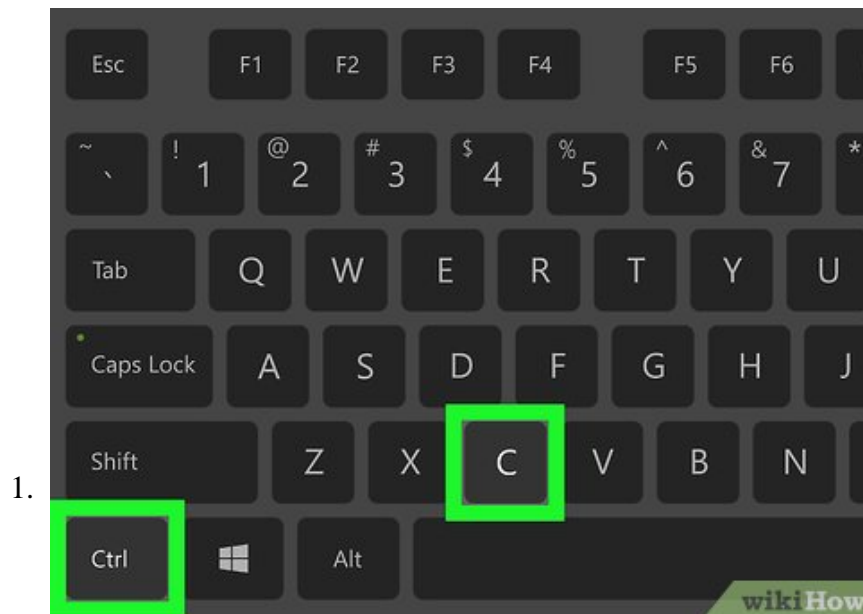 Esc F1 F2 F3 F4 F5 F6
~ ` ! 1 @ 2 # 3 $ 4 % 5 ^ 6 & 7 *
Tab Q W E R T Y U
Caps Lock A S D F G H J
Shift Z X C V B N
1.
Ctrl Alt
wikiHow